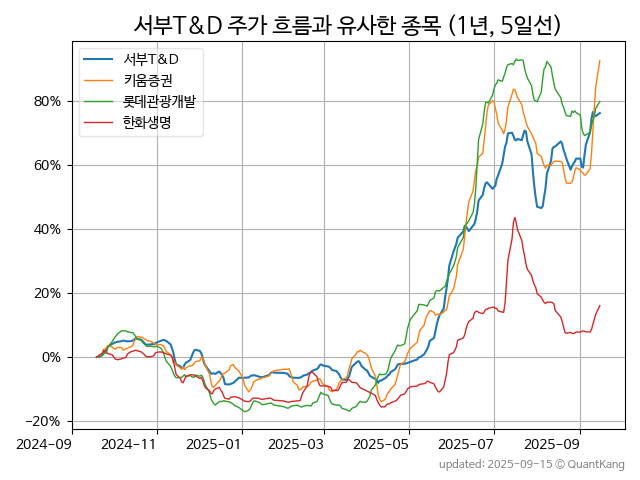 서부T&D 주가 흐름과 유사한 종목 (1년, 5일선)
서부T&D
키움증권
롯데관광개발
한화생명
80%
60%
40%
20%
0%
−20%
2024-09 2024-11 2025-01 2025-03 2025-05 2025-07 2025-09
updated: 2025-09-15 © QuantKang